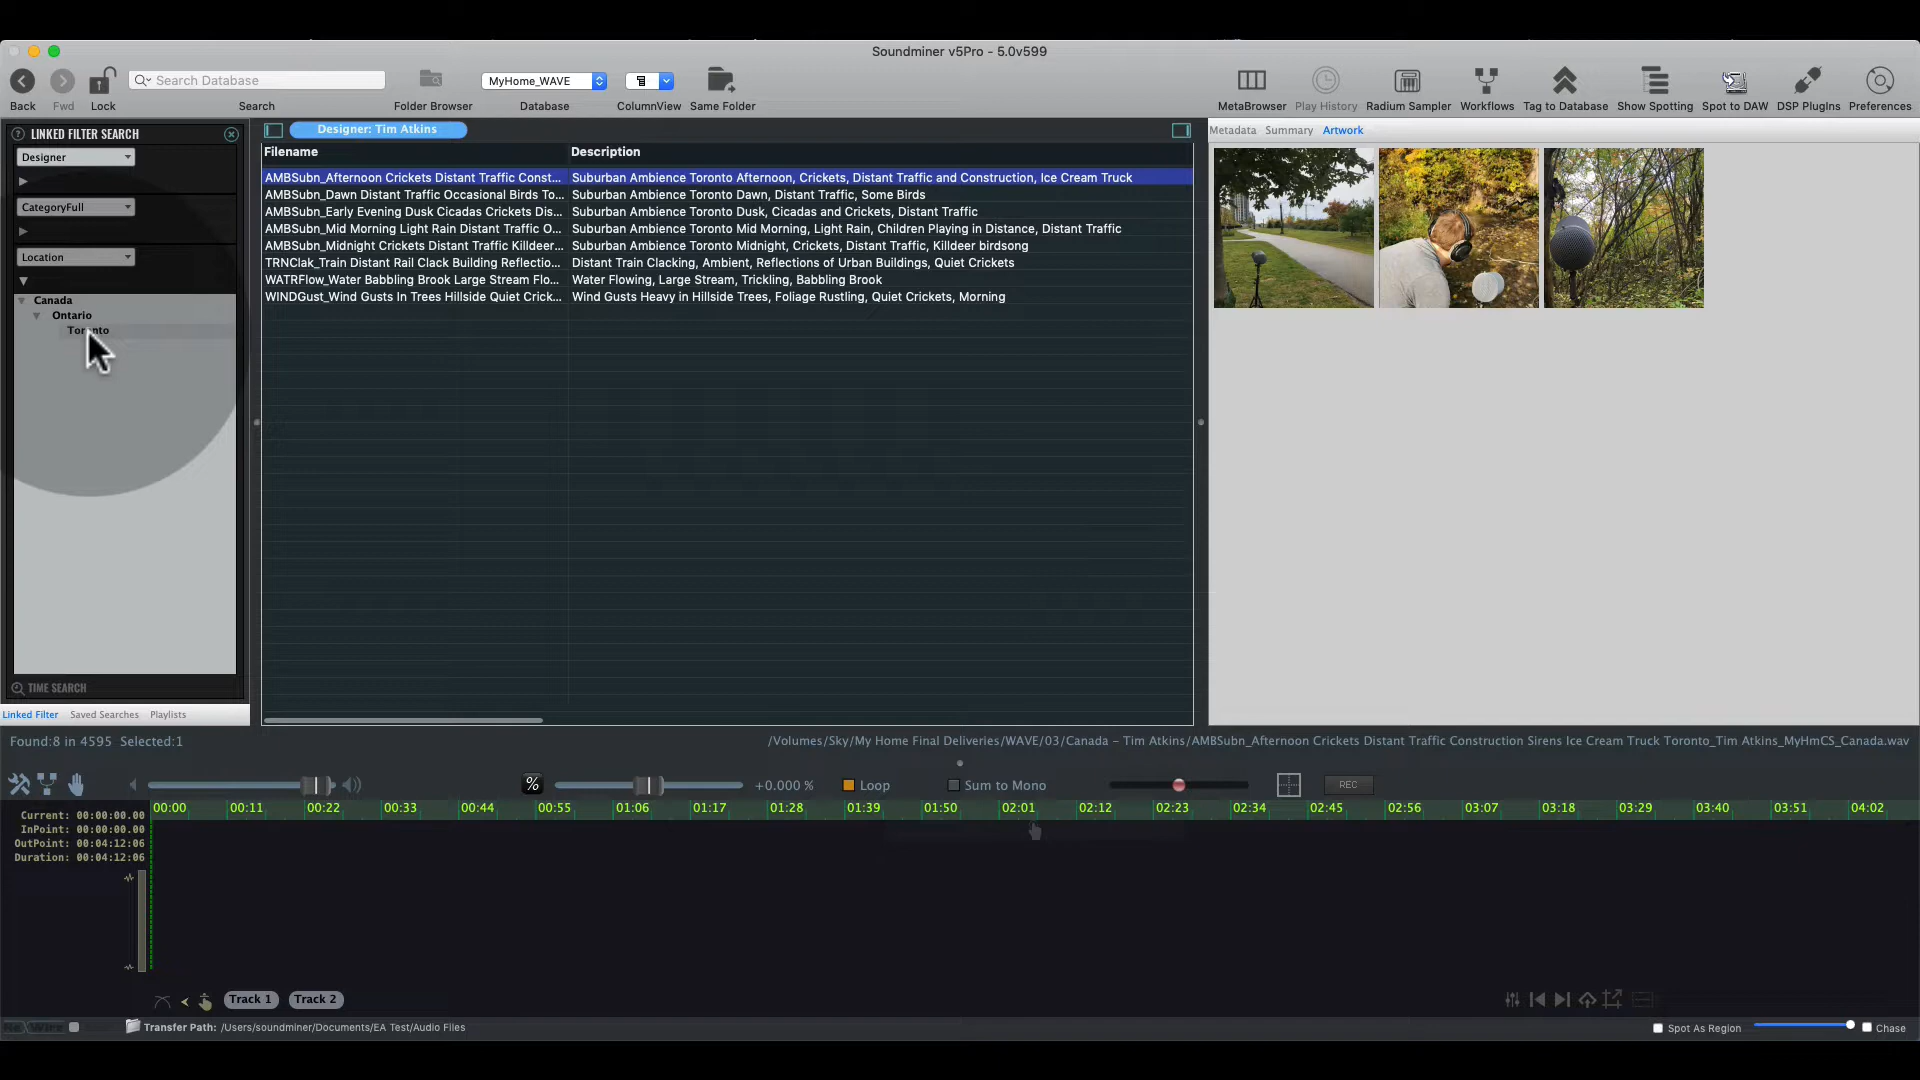 Soundminer v5Pro - 5.0v599
Search Database
MyHome_WAVE
Back
Fwd
Lock
Search
Folder Browser
Database
ColumnView
Same Folder
MetaBrowser
Play History
Radium Sampler
Workflows
Tag to Database
Show Spotting
Spot to DAW
DSP PlugIns
Preferences
LINKED FILTER SEARCH
Designer
CategoryFull
Location
Canada
Ontario
Toronto
TIME SEARCH
Linked Filter
Saved Searches
Playlists
Designer: Tim Atkins
Filename Description
AMBSubn_Afternoon Crickets Distant Traffic Const... Suburban Ambience Toronto Afternoon, Crickets, Distant Traffic and Construction, Ice Cream Truck
AMBSubn_Dawn Distant Traffic Occasional Birds To... Suburban Ambience Toronto Dawn, Distant Traffic, Some Birds
AMBSubn_Early Evening Dusk Cicadas Crickets Dis... Suburban Ambience Toronto Dusk, Cicadas and Crickets, Distant Traffic
AMBSubn_Mid Morning Light Rain Distant Traffic O... Suburban Ambience Toronto Mid Morning, Light Rain, Children Playing in Distance, Distant Traffic
AMBSubn_Midnight Crickets Distant Traffic Killdeer... Suburban Ambience Toronto Midnight, Crickets, Distant Traffic, Killdeer birdsong
TRNClak_Train Distant Rail Clack Building Reflectio... Distant Train Clacking, Ambient, Reflections of Urban Buildings, Quiet Crickets
WATRFlow_Water Babbling Brook Large Stream Flo... Water Flowing, Large Stream, Trickling, Babbling Brook
WINDGust_Wind Gusts In Trees Hillside Quiet Crick... Wind Gusts Heavy in Hillside Trees, Foliage Rustling, Quiet Crickets, Morning
Metadata
Summary
Artwork
Found:8 in 4595 Selected:1
/Volumes/Sky/My Home Final Deliveries/WAVE/03/Canada – Tim Atkins/AMBSubn_Afternoon Crickets Distant Traffic Construction Sirens Ice Cream Truck Toronto_Tim Atkins_MyHmCS_Canada.wav
%
+0.000 %
Loop
Sum to Mono
REC
00:00 00:11 00:22 00:33 00:44 00:55 01:06 01:17 01:28 01:39 01:50 02:01 02:12 02:23 02:34 02:45 02:56 03:07 03:18 03:29 03:40 03:51 04:02
Current: 00:00:00.00
InPoint: 00:00:00.00
OutPoint: 00:04:12:06
Duration: 00:04:12:06
Track 1
Track 2
ReWire
Transfer Path: /Users/soundminer/Documents/EA Test/Audio Files
Spot As Region
Chase